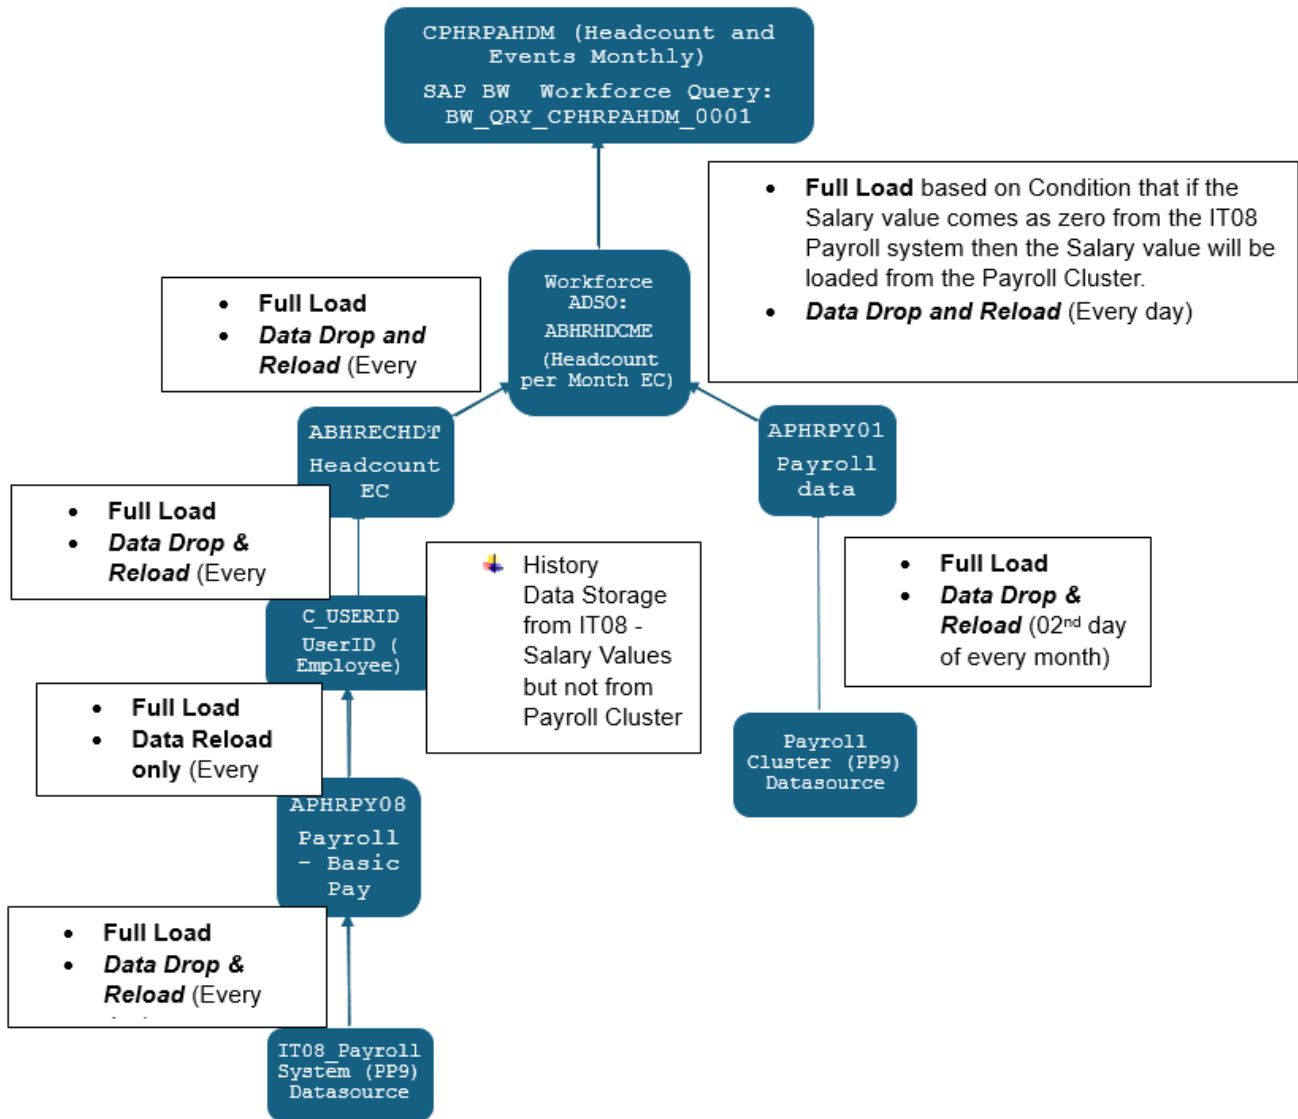 CPHRPAHDM (Headcount and
Events Monthly)
SAP BW Workforce Query:
BW_QRY_CPHRPAHDM_0001
• Full Load based on Condition that if the
Salary value comes as zero from the IT08
Payroll system then the Salary value will be
loaded from the Payroll Cluster.
• Data Drop and Reload (Every day)
Workforce
ADSO:
ABHRHDCME
(Headcount
per Month EC)
• Full Load
• Data Drop and
Reload (Every
ABHRECHDT
Headcount
EC
APHRPY01
Payroll
data
• Full Load
• Data Drop &
Reload (Every
History
Data Storage
from IT08 -
Salary Values
but not from
Payroll Cluster
• Full Load
• Data Drop &
Reload (02nd day
of every month)
C_USERID
UserID (
Employee)
• Full Load
• Data Reload
only (Every
Payroll
Cluster (PP9)
Datasource
APHRPY08
Payroll
– Basic
Pay
• Full Load
• Data Drop &
Reload (Every
IT08_Payroll
System (PP9)
Datasource